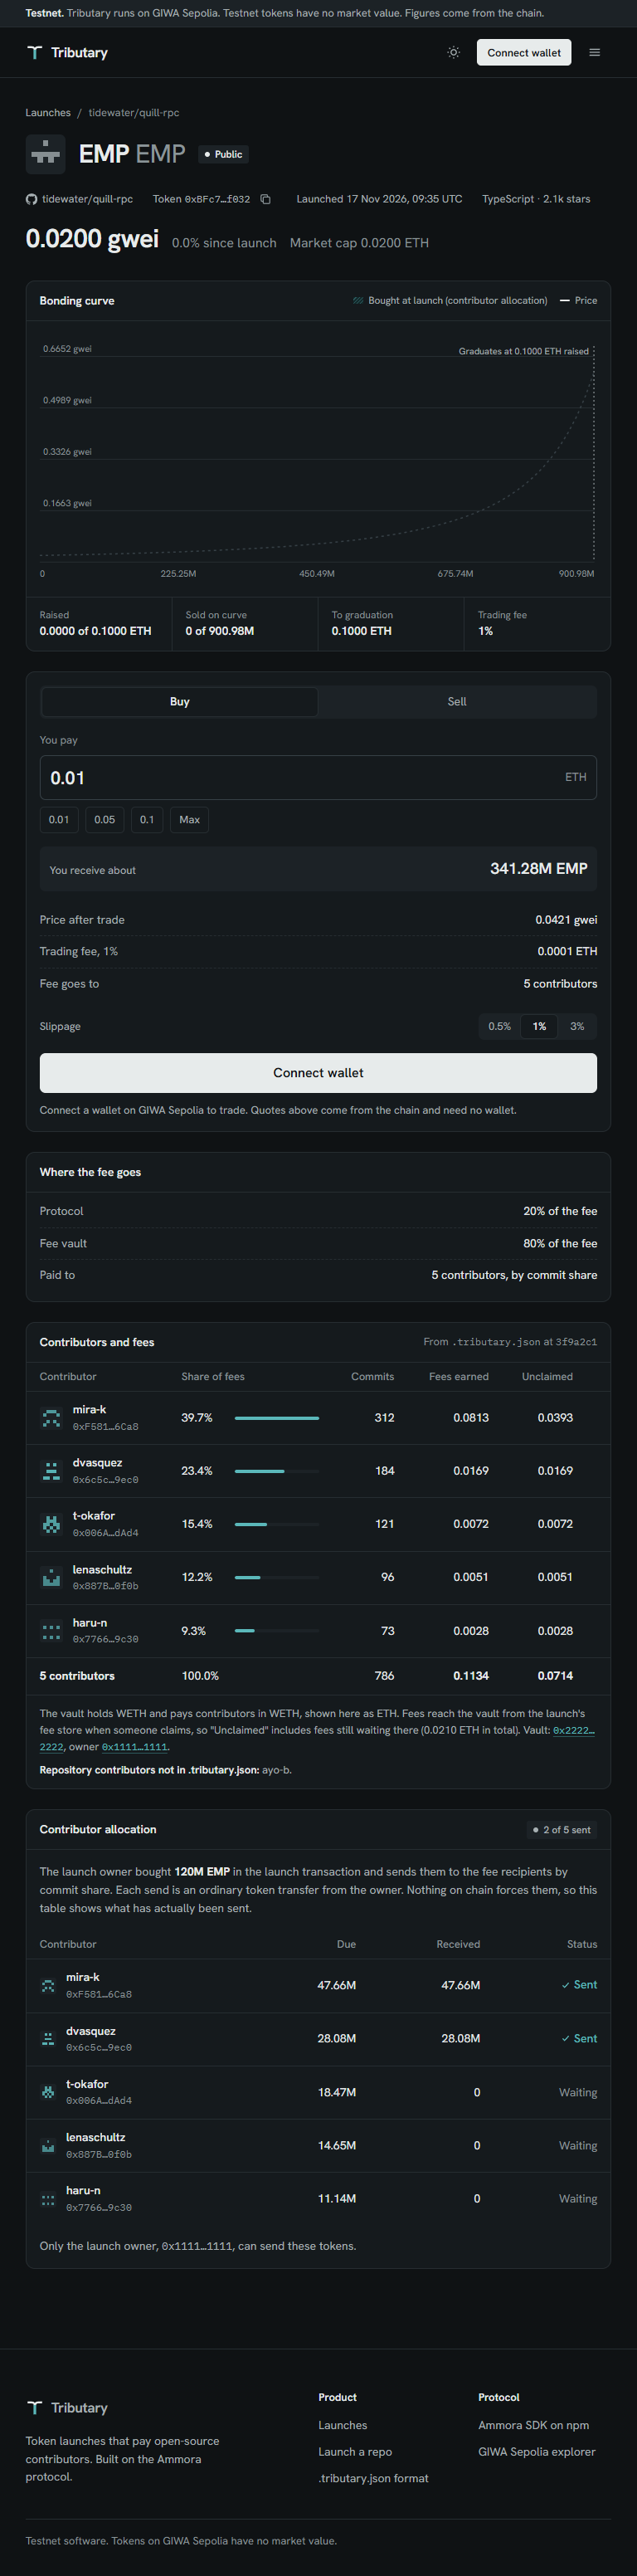 Testnet. Tributary runs on GIWA Sepolia. Testnet tokens have no market value. Figures come from the chain.
Tributary
Connect wallet
Launches / tidewater/quill-rpc
EMP EMP
Public
tidewater/quill-rpc Token 0xBFc7…f032 Launched 17 Nov 2026, 09:35 UTC TypeScript · 2.1k stars
0.0200 gwei 0.0% since launch Market cap 0.0200 ETH
Bonding curve
Bought at launch (contributor allocation) Price
Graduates at 0.1000 ETH raised
0.6652 gwei
0.4989 gwei
0.3326 gwei
0.1663 gwei
0 225.25M 450.49M 675.74M 900.98M
Raised
0.0000 of 0.1000 ETH
Sold on curve
0 of 900.98M
To graduation
0.1000 ETH
Trading fee
1%
Buy Sell
You pay
0.01 ETH
0.01 0.05 0.1 Max
You receive about 341.28M EMP
Price after trade 0.0421 gwei
Trading fee, 1% 0.0001 ETH
Fee goes to 5 contributors
Slippage 0.5% 1% 3%
Connect wallet
Connect a wallet on GIWA Sepolia to trade. Quotes above come from the chain and need no wallet.
Where the fee goes
Protocol 20% of the fee
Fee vault 80% of the fee
Paid to 5 contributors, by commit share
Contributors and fees From .tributary.json at 3f9a2c1
Contributor Share of fees Commits Fees earned Unclaimed
mira-k
0xF581…6Ca8
39.7% 312 0.0813 0.0393
dvasquez
0x6c5c…9ec0
23.4% 184 0.0169 0.0169
t-okafor
0x006A…dAd4
15.4% 121 0.0072 0.0072
lenaschultz
0x887B…0f0b
12.2% 96 0.0051 0.0051
haru-n
0x7766…9c30
9.3% 73 0.0028 0.0028
5 contributors 100.0% 786 0.1134 0.0714
The vault holds WETH and pays contributors in WETH, shown here as ETH. Fees reach the vault from the launch's
fee store when someone claims, so "Unclaimed" includes fees still waiting there (0.0210 ETH in total). Vault: 0x2222…
2222, owner 0x1111…1111.
Repository contributors not in .tributary.json: ayo-b.
Contributor allocation 2 of 5 sent
The launch owner bought 120M EMP in the launch transaction and sends them to the fee recipients by
commit share. Each send is an ordinary token transfer from the owner. Nothing on chain forces them, so this
table shows what has actually been sent.
Contributor Due Received Status
mira-k
0xF581…6Ca8
47.66M 47.66M Sent
dvasquez
0x6c5c…9ec0
28.08M 28.08M Sent
t-okafor
0x006A…dAd4
18.47M 0 Waiting
lenaschultz
0x887B…0f0b
14.65M 0 Waiting
haru-n
0x7766…9c30
11.14M 0 Waiting
Only the launch owner, 0x1111…1111, can send these tokens.
Tributary
Token launches that pay open-source
contributors. Built on the Ammora
protocol.
Product
Launches
Launch a repo
.tributary.json format
Protocol
Ammora SDK on npm
GIWA Sepolia explorer
Testnet software. Tokens on GIWA Sepolia have no market value.